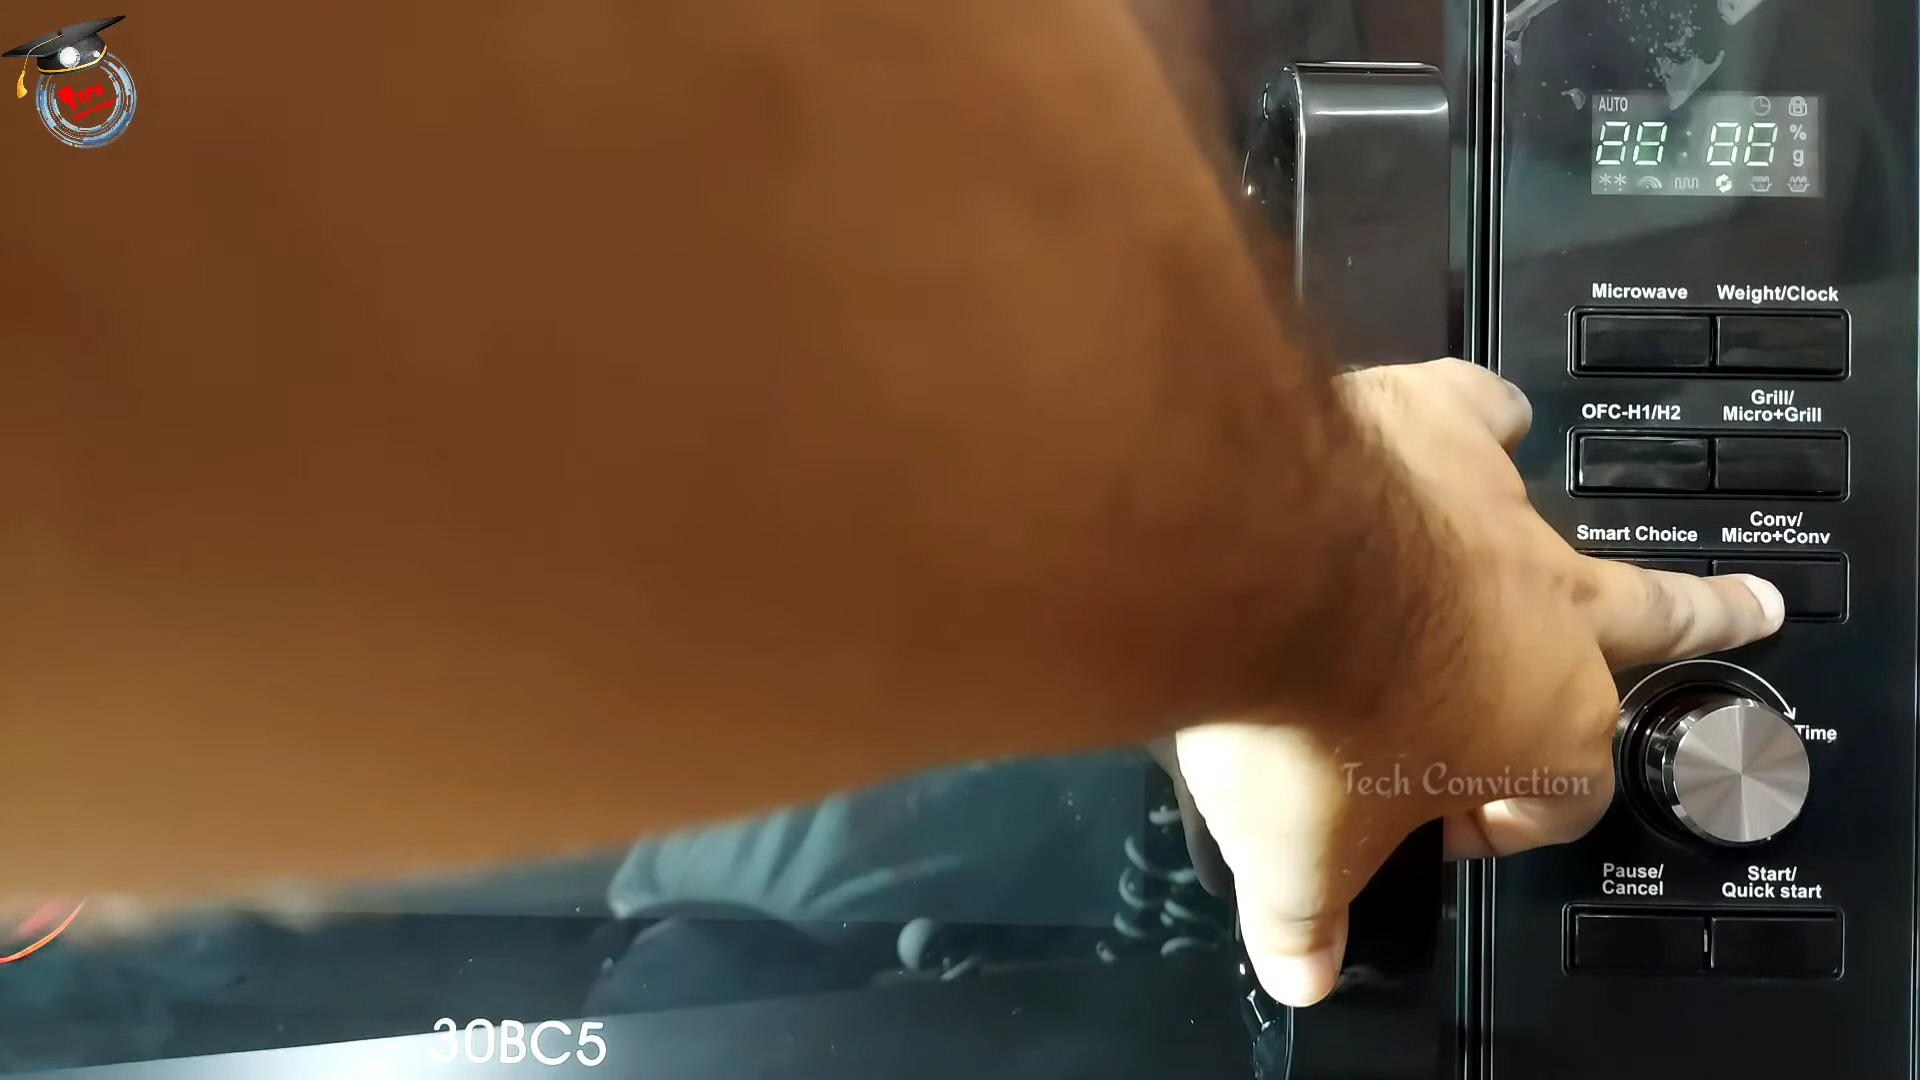 AUTO
88:88
%
g
Microwave
Weight/Clock
OFC-H1/H2
Grill/
Micro+Grill
Smart Choice
Conv/
Micro+Conv
Time
Tech Conviction
Pause/
Cancel
Start/
Quick start
30BC5